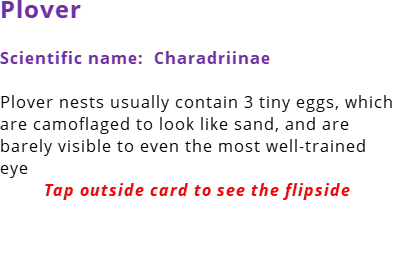 Plover
Scientific name:  Charadriinae
Plover nests usually contain 3 tiny eggs, which
are camoflaged to look like sand, and are
barely visible to even the most well-trained
eye
Tap outside card to see the flipside